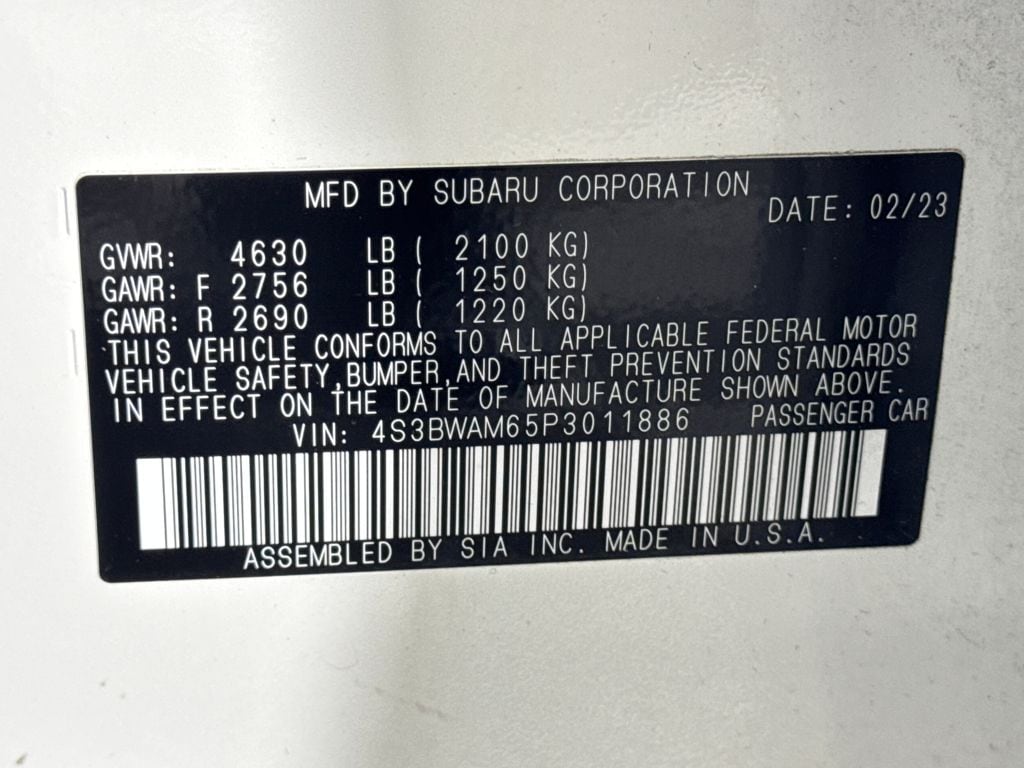 MFD BY SUBARU CORPORATION
DATE: 02/23
GVWR: 4630 LB ( 2100 KG)
GAWR: F 2756 LB ( 1250 KG)
GAWR: R 2690 LB ( 1220 KG)
THIS VEHICLE CONFORMS TO ALL APPLICABLE FEDERAL MOTOR
VEHICLE SAFETY,BUMPER,AND THEFT PREVENTION STANDARDS
IN EFFECT ON THE DATE OF MANUFACTURE SHOWN ABOVE.
VIN: 4S3BWAM65P3011886 PASSENGER CAR
ASSEMBLED BY SIA INC. MADE IN U.S.A.